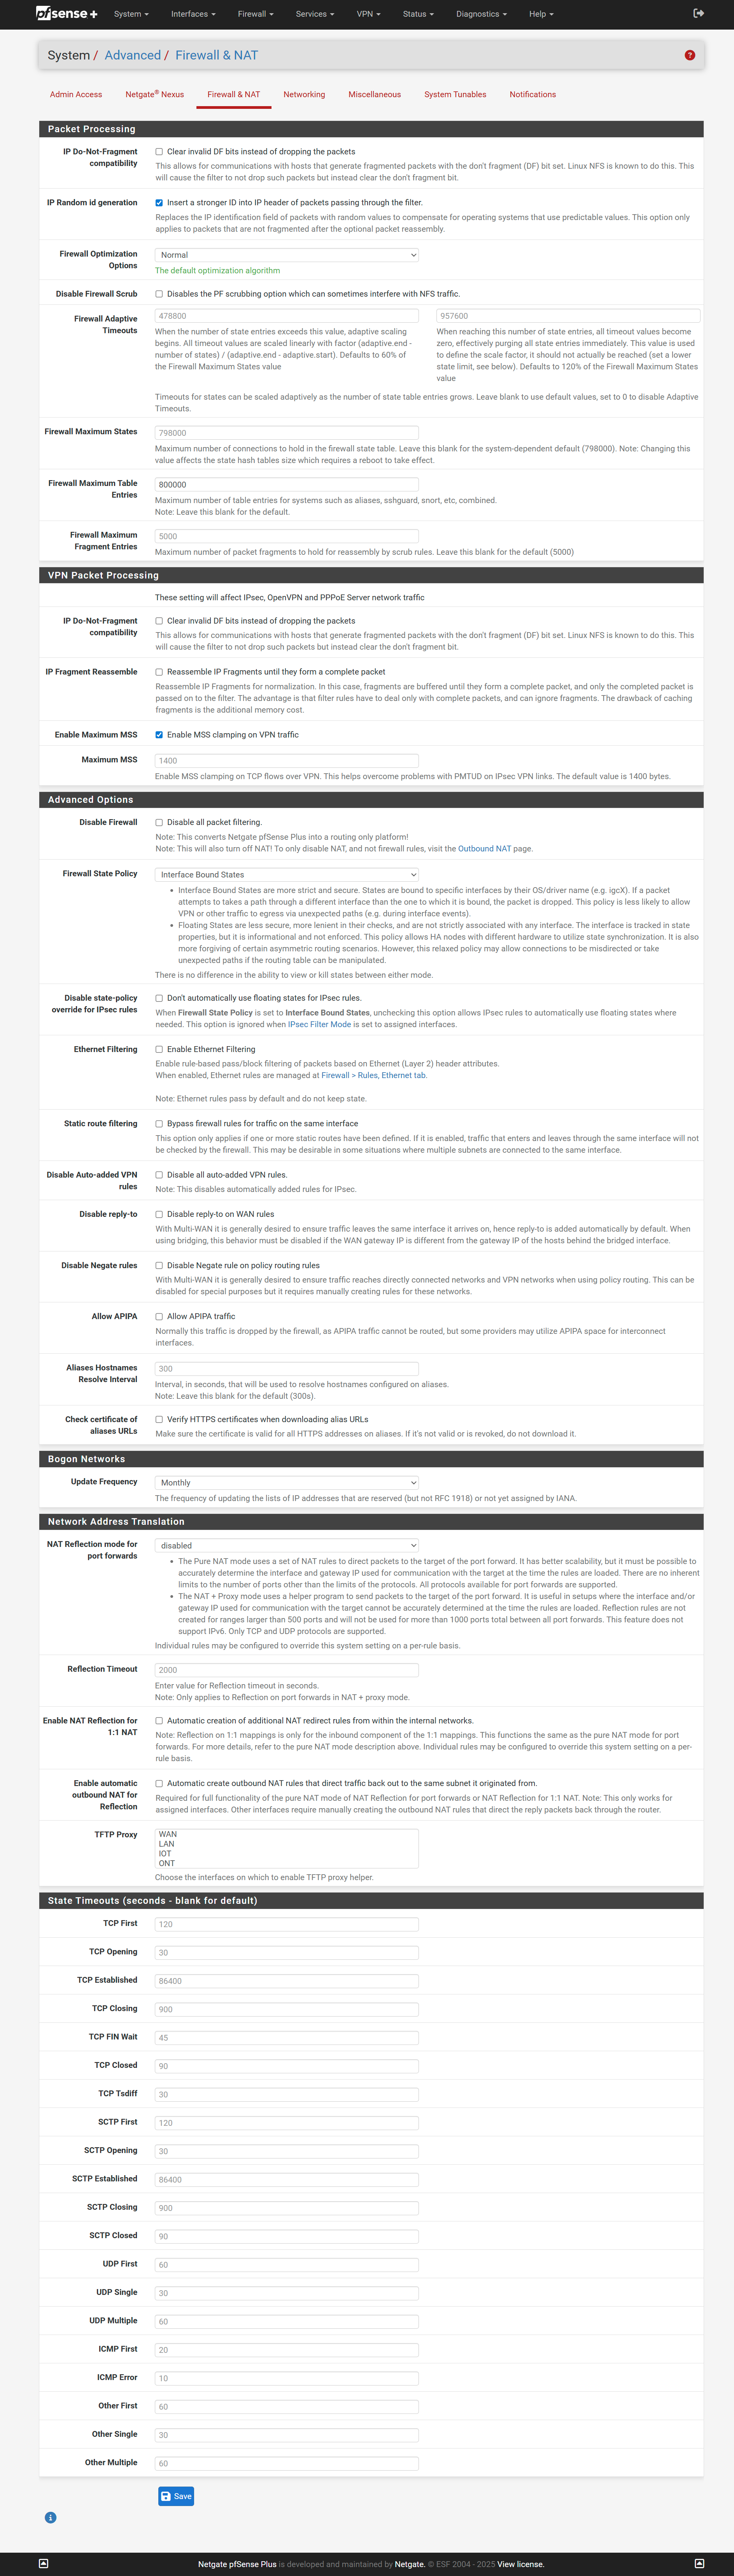 pfsense +
System
Interfaces
Firewall
Services
VPN
Status
Diagnostics
Help
System / Advanced / Firewall & NAT
?
Admin Access
Netgate® Nexus
Firewall & NAT
Networking
Miscellaneous
System Tunables
Notifications
Packet Processing
IP Do-Not-Fragment
compatibility
Clear invalid DF bits instead of dropping the packets
This allows for communications with hosts that generate fragmented packets with the don't fragment (DF) bit set. Linux NFS is known to do this. This
will cause the filter to not drop such packets but instead clear the don't fragment bit.
IP Random id generation
Insert a stronger ID into IP header of packets passing through the filter.
Replaces the IP identification field of packets with random values to compensate for operating systems that use predictable values. This option only
applies to packets that are not fragmented after the optional packet reassembly.
Firewall Optimization
Options
Normal
The default optimization algorithm
Disable Firewall Scrub
Disables the PF scrubbing option which can sometimes interfere with NFS traffic.
Firewall Adaptive
Timeouts
478800
When the number of state entries exceeds this value, adaptive scaling
begins. All timeout values are scaled linearly with factor (adaptive.end -
number of states) / (adaptive.end - adaptive.start). Defaults to 60% of
the Firewall Maximum States value
957600
When reaching this number of state entries, all timeout values become
zero, effectively purging all state entries immediately. This value is used
to define the scale factor, it should not actually be reached (set a lower
state limit, see below). Defaults to 120% of the Firewall Maximum States
value
Timeouts for states can be scaled adaptively as the number of state table entries grows. Leave blank to use default values, set to 0 to disable Adaptive
Timeouts.
Firewall Maximum States
798000
Maximum number of connections to hold in the firewall state table. Leave this blank for the system-dependent default (798000). Note: Changing this
value affects the state hash tables size which requires a reboot to take effect.
Firewall Maximum Table
Entries
800000
Maximum number of table entries for systems such as aliases, sshguard, snort, etc, combined.
Note: Leave this blank for the default.
Firewall Maximum
Fragment Entries
5000
Maximum number of packet fragments to hold for reassembly by scrub rules. Leave this blank for the default (5000)
VPN Packet Processing
These setting will affect IPsec, OpenVPN and PPPoE Server network traffic
IP Do-Not-Fragment
compatibility
Clear invalid DF bits instead of dropping the packets
This allows for communications with hosts that generate fragmented packets with the don't fragment (DF) bit set. Linux NFS is known to do this. This
will cause the filter to not drop such packets but instead clear the don't fragment bit.
IP Fragment Reassemble
Reassemble IP Fragments until they form a complete packet
Reassemble IP Fragments for normalization. In this case, fragments are buffered until they form a complete packet, and only the completed packet is
passed on to the filter. The advantage is that filter rules have to deal only with complete packets, and can ignore fragments. The drawback of caching
fragments is the additional memory cost.
Enable Maximum MSS
Enable MSS clamping on VPN traffic
Maximum MSS
1400
Enable MSS clamping on TCP flows over VPN. This helps overcome problems with PMTUD on IPsec VPN links. The default value is 1400 bytes.
Advanced Options
Disable Firewall
Disable all packet filtering.
Note: This converts Netgate pfSense Plus into a routing only platform!
Note: This will also turn off NAT! To only disable NAT, and not firewall rules, visit the Outbound NAT page.
Firewall State Policy
Interface Bound States
• Interface Bound States are more strict and secure. States are bound to specific interfaces by their OS/driver name (e.g. igcX). If a packet
attempts to takes a path through a different interface than the one to which it is bound, the packet is dropped. This policy is less likely to allow
VPN or other traffic to egress via unexpected paths (e.g. during interface events).
• Floating States are less secure, more lenient in their checks, and are not strictly associated with any interface. The interface is tracked in state
properties, but it is informational and not enforced. This policy allows HA nodes with different hardware to utilize state synchronization. It is also
more forgiving of certain asymmetric routing scenarios. However, this relaxed policy may allow connections to be misdirected or take
unexpected paths if the routing table can be manipulated.
There is no difference in the ability to view or kill states between either mode.
Disable state-policy
override for IPsec rules
Don't automatically use floating states for IPsec rules.
When Firewall State Policy is set to Interface Bound States, unchecking this option allows IPsec rules to automatically use floating states where
needed. This option is ignored when IPsec Filter Mode is set to assigned interfaces.
Ethernet Filtering
Enable Ethernet Filtering
Enable rule-based pass/block filtering of packets based on Ethernet (Layer 2) header attributes.
When enabled, Ethernet rules are managed at Firewall > Rules, Ethernet tab.
Note: Ethernet rules pass by default and do not keep state.
Static route filtering
Bypass firewall rules for traffic on the same interface
This option only applies if one or more static routes have been defined. If it is enabled, traffic that enters and leaves through the same interface will not
be checked by the firewall. This may be desirable in some situations where multiple subnets are connected to the same interface.
Disable Auto-added VPN
rules
Disable all auto-added VPN rules.
Note: This disables automatically added rules for IPsec.
Disable reply-to
Disable reply-to on WAN rules
With Multi-WAN it is generally desired to ensure traffic leaves the same interface it arrives on, hence reply-to is added automatically by default. When
using bridging, this behavior must be disabled if the WAN gateway IP is different from the gateway IP of the hosts behind the bridged interface.
Disable Negate rules
Disable Negate rule on policy routing rules
With Multi-WAN it is generally desired to ensure traffic reaches directly connected networks and VPN networks when using policy routing. This can be
disabled for special purposes but it requires manually creating rules for these networks.
Allow APIPA
Allow APIPA traffic
Normally this traffic is dropped by the firewall, as APIPA traffic cannot be routed, but some providers may utilize APIPA space for interconnect
interfaces.
Aliases Hostnames
Resolve Interval
300
Interval, in seconds, that will be used to resolve hostnames configured on aliases.
Note: Leave this blank for the default (300s).
Check certificate of
aliases URLs
Verify HTTPS certificates when downloading alias URLs
Make sure the certificate is valid for all HTTPS addresses on aliases. If it's not valid or is revoked, do not download it.
Bogon Networks
Update Frequency
Monthly
The frequency of updating the lists of IP addresses that are reserved (but not RFC 1918) or not yet assigned by IANA.
Network Address Translation
NAT Reflection mode for
port forwards
disabled
• The Pure NAT mode uses a set of NAT rules to direct packets to the target of the port forward. It has better scalability, but it must be possible to
accurately determine the interface and gateway IP used for communication with the target at the time the rules are loaded. There are no inherent
limits to the number of ports other than the limits of the protocols. All protocols available for port forwards are supported.
• The NAT + Proxy mode uses a helper program to send packets to the target of the port forward. It is useful in setups where the interface and/or
gateway IP used for communication with the target cannot be accurately determined at the time the rules are loaded. Reflection rules are not
created for ranges larger than 500 ports and will not be used for more than 1000 ports total between all port forwards. This feature does not
support IPv6. Only TCP and UDP protocols are supported.
Individual rules may be configured to override this system setting on a per-rule basis.
Reflection Timeout
2000
Enter value for Reflection timeout in seconds.
Note: Only applies to Reflection on port forwards in NAT + proxy mode.
Enable NAT Reflection for
1:1 NAT
Automatic creation of additional NAT redirect rules from within the internal networks.
Note: Reflection on 1:1 mappings is only for the inbound component of the 1:1 mappings. This functions the same as the pure NAT mode for port
forwards. For more details, refer to the pure NAT mode description above. Individual rules may be configured to override this system setting on a per-
rule basis.
Enable automatic
outbound NAT for
Reflection
Automatic create outbound NAT rules that direct traffic back out to the same subnet it originated from.
Required for full functionality of the pure NAT mode of NAT Reflection for port forwards or NAT Reflection for 1:1 NAT. Note: This only works for
assigned interfaces. Other interfaces require manually creating the outbound NAT rules that direct the reply packets back through the router.
TFTP Proxy
WAN
LAN
IOT
ONT
Choose the interfaces on which to enable TFTP proxy helper.
State Timeouts (seconds - blank for default)
TCP First
120
TCP Opening
30
TCP Established
86400
TCP Closing
900
TCP FIN Wait
45
TCP Closed
90
TCP Tsdiff
30
SCTP First
120
SCTP Opening
30
SCTP Established
86400
SCTP Closing
900
SCTP Closed
90
UDP First
60
UDP Single
30
UDP Multiple
60
ICMP First
20
ICMP Error
10
Other First
60
Other Single
30
Other Multiple
60
Save
i
Netgate pfSense Plus is developed and maintained by Netgate. © ESF 2004 - 2025 View license.